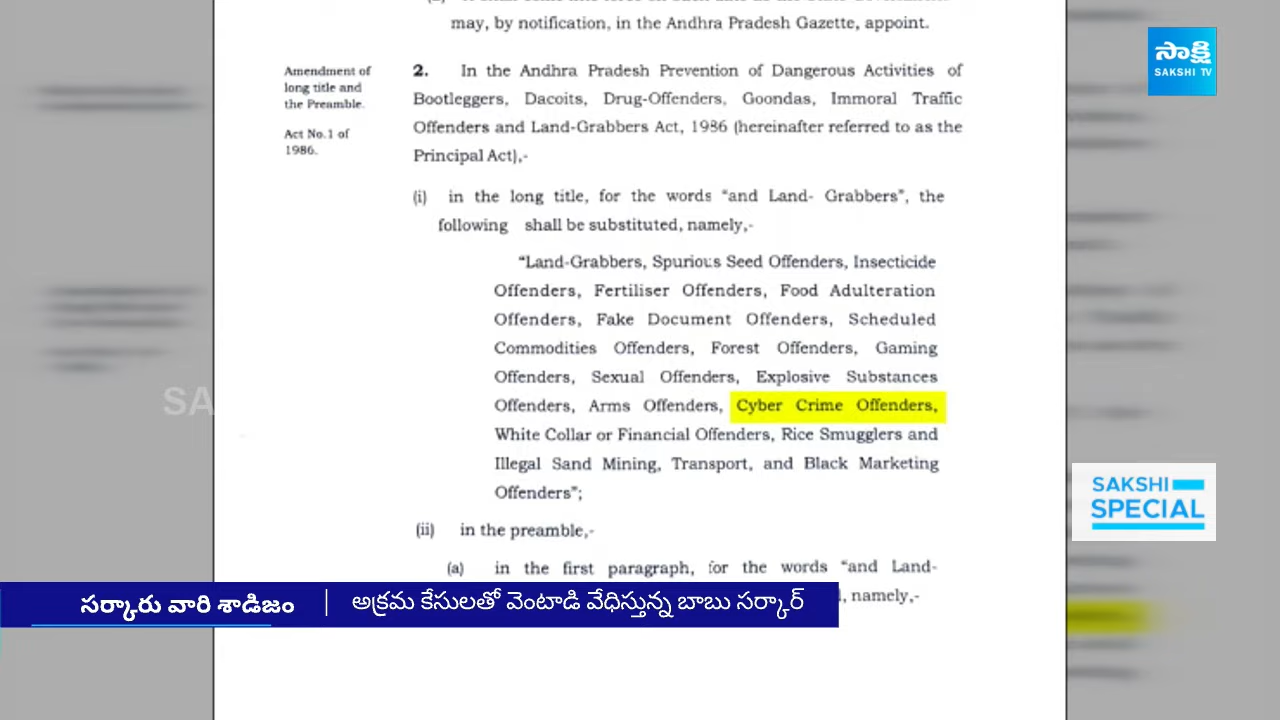 may, by notification, in the Andhra Pradesh Gazette, appoint.
Amendment of
long title and
the Preamble.
Act No.1 of
1986.
2. In the Andhra Pradesh Prevention of Dangerous Activities of
Bootleggers, Dacoits, Drug-Offenders, Goondas, Immoral Traffic
Offenders and Land-Grabbers Act, 1986 (hereinafter referred to as the
Principal Act),-
(i) in the long title, for the words “and Land- Grabbers”, the
following shall be substituted, namely,-
“Land-Grabbers, Spurious Seed Offenders, Insecticide
Offenders, Fertiliser Offenders, Food Adulteration
Offenders, Fake Document Offenders, Scheduled
Commodities Offenders, Forest Offenders, Gaming
Offenders, Sexual Offenders, Explosive Substances
Offenders, Arms Offenders, Cyber Crime Offenders,
White Collar or Financial Offenders, Rice Smugglers and
Illegal Sand Mining, Transport, and Black Marketing
Offenders”;
(ii) in the preamble,-
(a) in the first paragraph, for the words “and Land-
, namely,-
సాక్షి
SAKSHI TV
SA
SAKSHI
SPECIAL
సర్కారు వారి శాడిజం | అక్రమ కేసులతో వెంటాడి వేధిస్తున్న బాబు సర్కార్